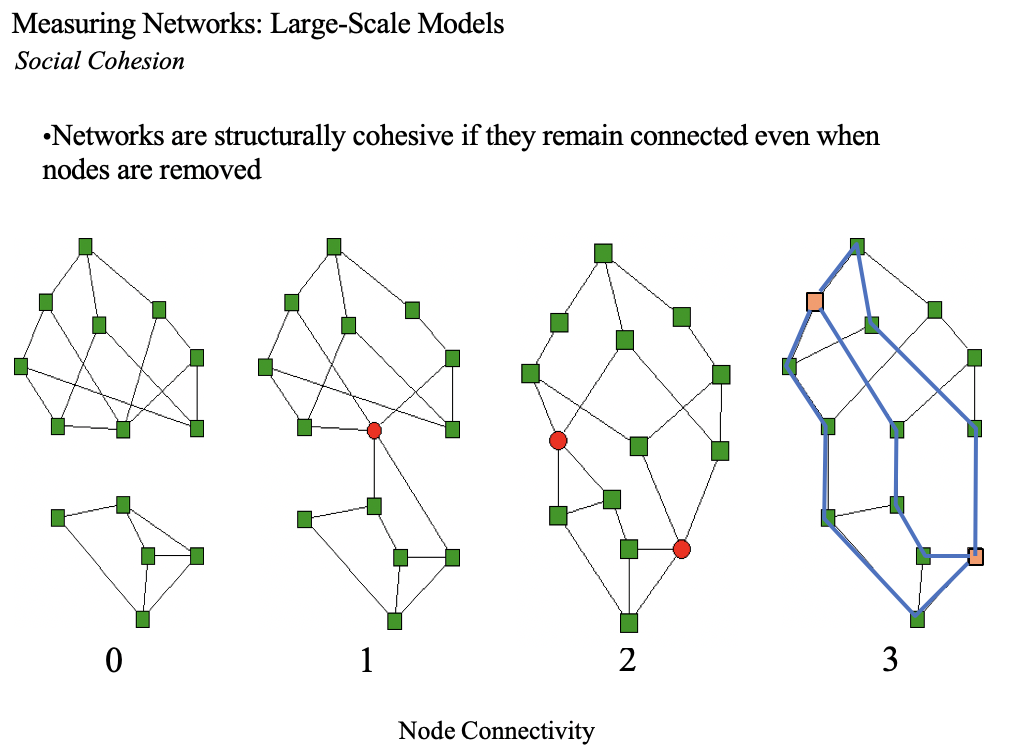 Measuring Networks: Large-Scale Models
Social Cohesion
•Networks are structurally cohesive if they remain connected even when
nodes are removed
0 1 2 3
Node Connectivity